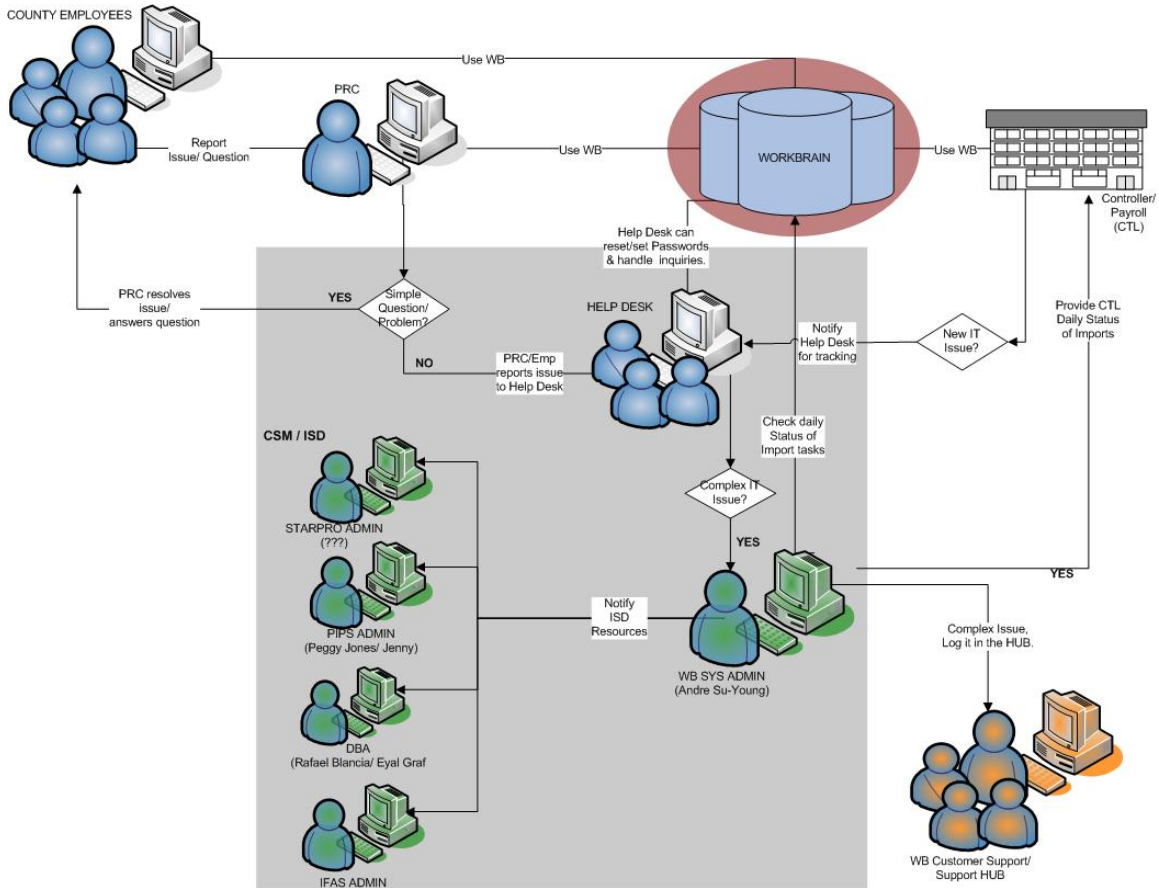 COUNTY EMPLOYEES
Use WB
PRC
Report
Issue/ Question
Use WB
WORKBRAIN
Use WB
Controller/
Payroll
(CTL)
Help Desk can
reset/set Passwords
& handle inquiries.
PRC resolves
issue/
answers question
YES
Simple
Question/
Problem?
HELP DESK
Notify
Help Desk
for tracking
New IT
Issue?
Provide CTL
Daily Status
of Imports
NO
PRC/Emp
reports issue
to Help Desk
Check daily
Status of
Import tasks
CSM / ISD
Complex IT
Issue?
STARPRO ADMIN
(???)
YES
YES
Notify
ISD
Resources
PIPS ADMIN
(Peggy Jones/ Jenny)
WB SYS ADMIN
(Andre Su-Young)
Complex Issue,
Log it in the HUB.
DBA
(Rafael Blancia/ Eyal Graf
IFAS ADMIN
WB Customer Support/
Support HUB